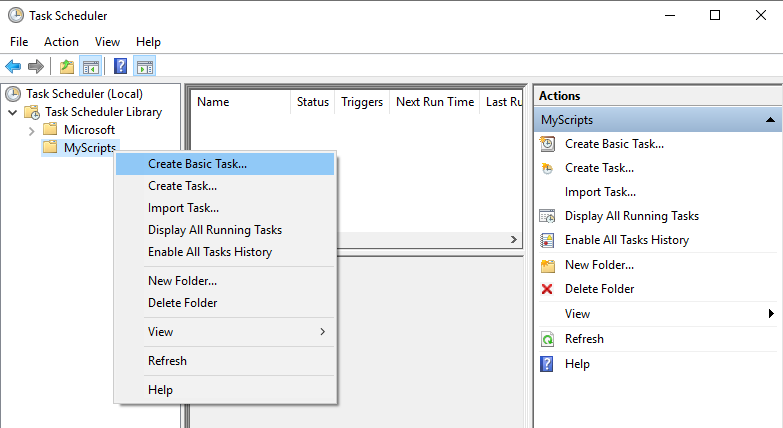 Task Scheduler
File Action View Help
Task Scheduler (Local)
Task Scheduler Library
Microsoft
MyScripts
Create Basic Task...
Create Task...
Import Task...
Display All Running Tasks
Enable All Tasks History
New Folder...
Delete Folder
View
Refresh
Help
Name Status Triggers Next Run Time Last Ru
Actions
MyScripts
Create Basic Task...
Create Task...
Import Task...
Display All Running Tasks
Enable All Tasks History
New Folder...
Delete Folder
View
Refresh
Help